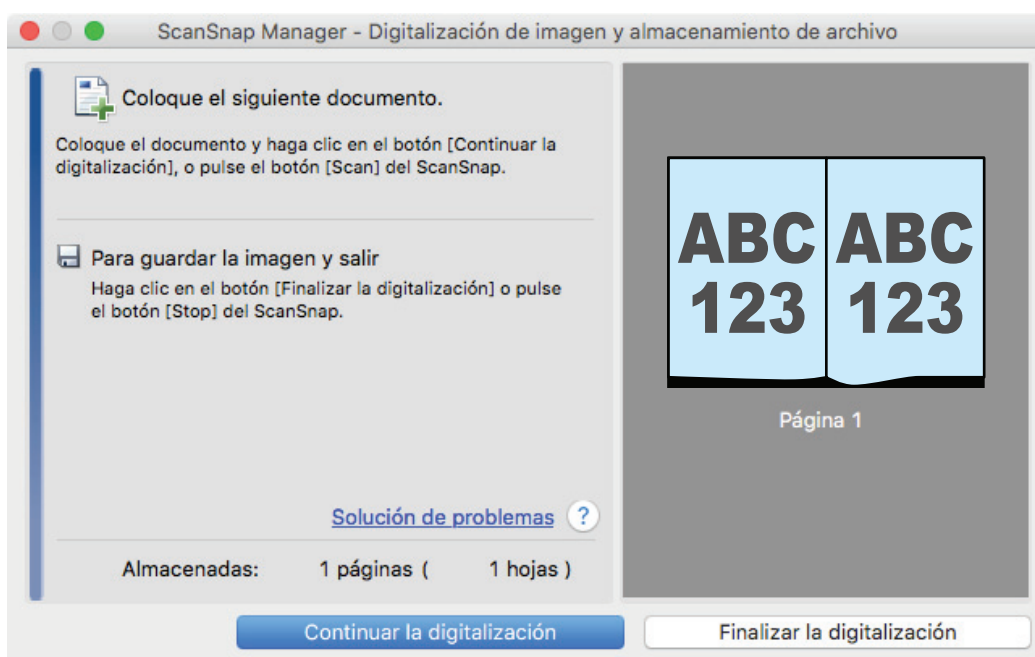 ScanSnap Manager - Digitalización de imagen y almacenamiento de archivo
Coloque el siguiente documento.
Coloque el documento y haga clic en el botón [Continuar la
digitalización], o pulse el botón [Scan] del ScanSnap.
Para guardar la imagen y salir
Haga clic en el botón [Finalizar la digitalización] o pulse
el botón [Stop] del ScanSnap.
Solución de problemas ?
Almacenadas: 1 páginas ( 1 hojas )
ABC ABC
123 123
Página 1
Continuar la digitalización
Finalizar la digitalización